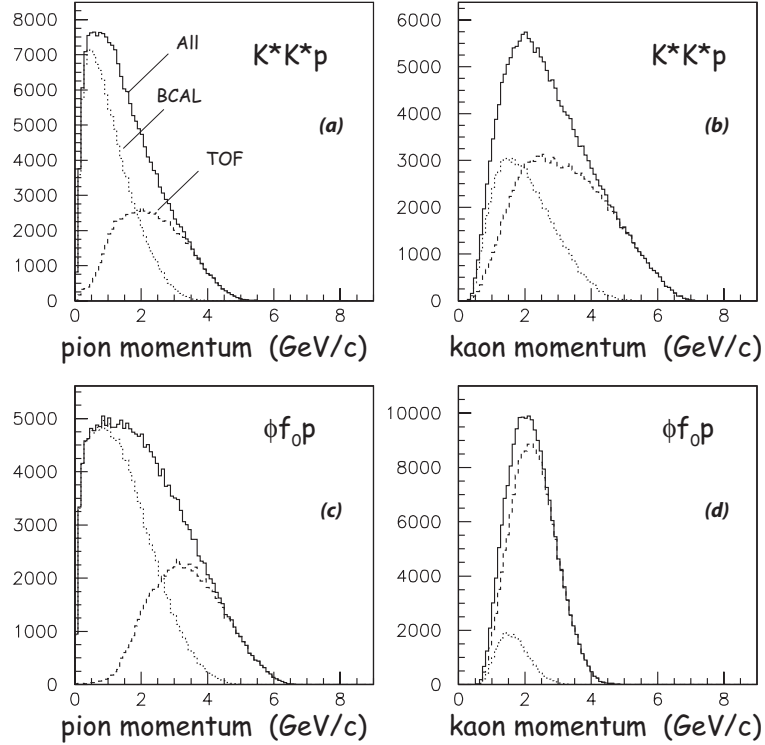 8000
7000
6000
5000
4000
3000
2000
1000
0
All
BCAL
TOF
K*K*p
(a)
0 2 4 6 8
pion momentum (GeV/c)
6000
5000
4000
3000
2000
1000
0
K*K*p
(b)
0 2 4 6 8
kaon momentum (GeV/c)
5000
4000
3000
2000
1000
0
ϕf₀p
(c)
0 2 4 6 8
pion momentum (GeV/c)
10000
8000
6000
4000
2000
0
ϕf₀p
(d)
0 2 4 6 8
kaon momentum (GeV/c)